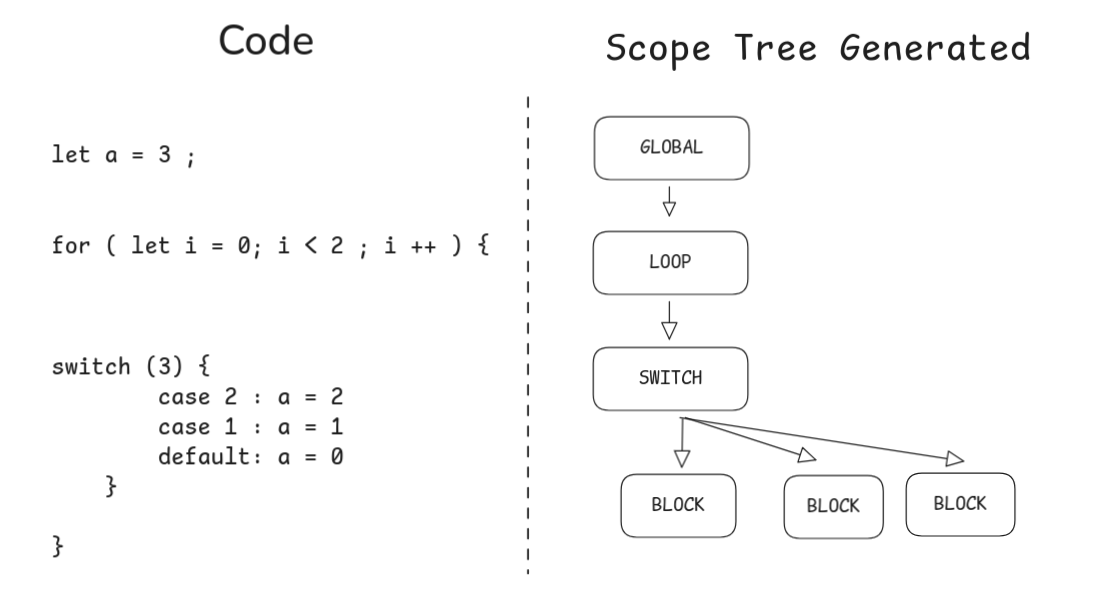 Code
let a = 3 ;
for ( let i = 0; i < 2 ; i ++ ) {
switch (3) {
case 2 : a = 2
case 1 : a = 1
default: a = 0
}
}
Scope Tree Generated
GLOBAL
LOOP
SWITCH
BLOCK
BLOCK
BLOCK